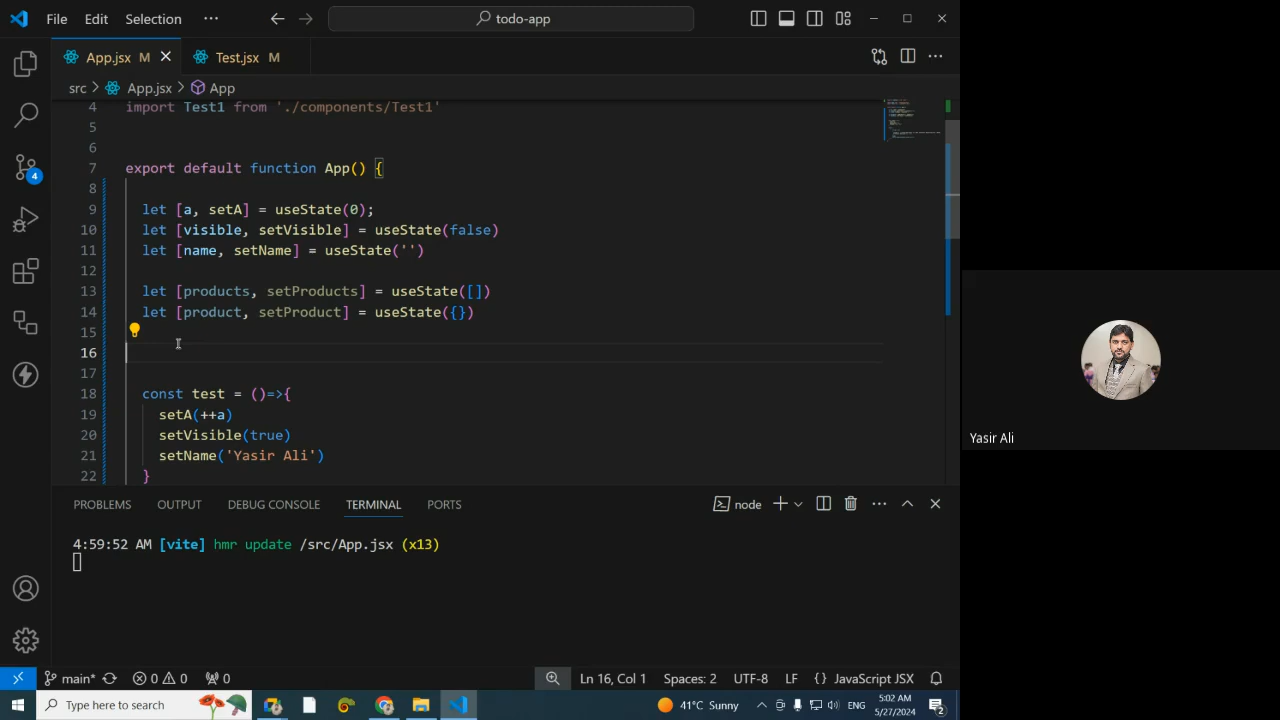 File Edit Selection ··· todo-app
App.jsx M Test.jsx M
src > App.jsx > App
4 import Test1 from './components/Test1'
5
6
7 export default function App() {
8
9 let [a, setA] = useState(0);
10 let [visible, setVisible] = useState(false)
11 let [name, setName] = useState('')
12
13 let [products, setProducts] = useState([])
14 let [product, setProduct] = useState({})
15
16
17
18 const test = ()=>{
19 setA(++a)
20 setVisible(true)
21 setName('Yasir Ali')
22 }
PROBLEMS OUTPUT DEBUG CONSOLE TERMINAL PORTS node
4:59:52 AM [vite] hmr update /src/App.jsx (x13)
4
main* 0 0 0 Ln 16, Col 1 Spaces: 2 UTF-8 LF {} JavaScript JSX
Type here to search 41°C Sunny ENG 5:02 AM 5/27/2024 2
Yasir Ali